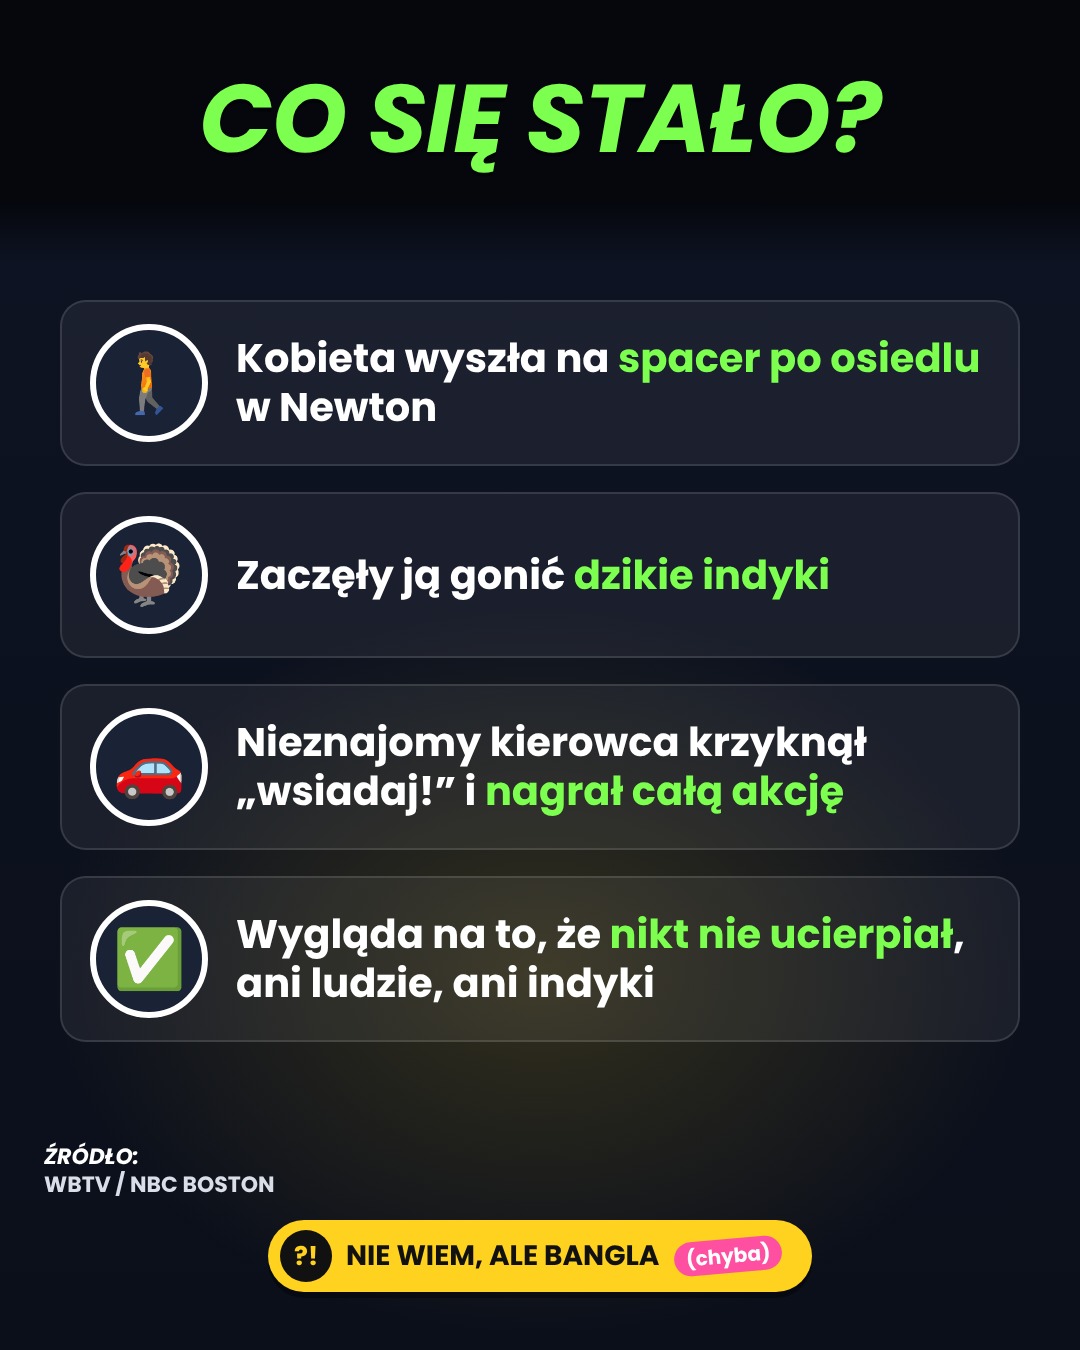 CO SIĘ STAŁO?
Kobieta wyszła na spacer po osiedlu
w Newton
Zaczęły ją gonić dzikie indyki
Nieznajomy kierowca krzyknął
„wsiadaj!” i nagrał całą akcję
Wygląda na to, że nikt nie ucierpiał,
ani ludzie, ani indyki
ŹRÓDŁO:
WBTV / NBC BOSTON
?! NIE WIEM, ALE BANGLA (chyba)